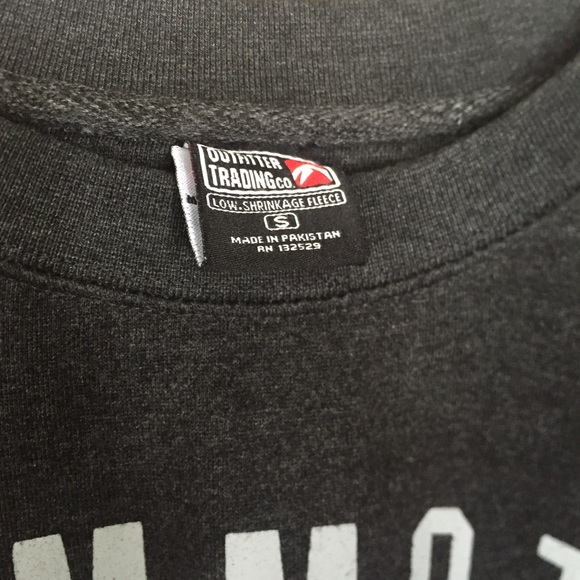 OUTFITTER
TRADING CO.
LOW-SHRINKAGE FLEECE
S
MADE IN PAKISTAN
RN 132529